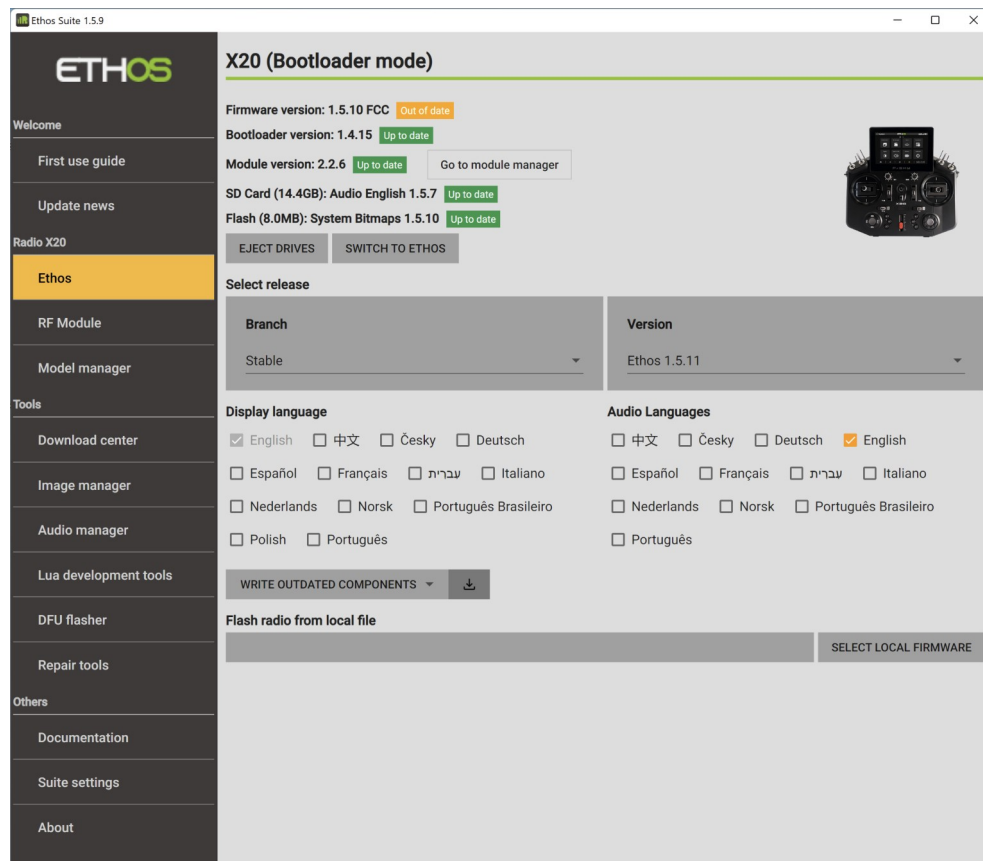 Ethos Suite 1.5.9
ETHOS
Welcome
First use guide
Update news
Radio X20
Ethos
RF Module
Model manager
Tools
Download center
Image manager
Audio manager
Lua development tools
DFU flasher
Repair tools
Others
Documentation
Suite settings
About
X20 (Bootloader mode)
Firmware version: 1.5.10 FCC Out of date
Bootloader version: 1.4.15 Up to date
Module version: 2.2.6 Up to date Go to module manager
SD Card (14.4GB): Audio English 1.5.7 Up to date
Flash (8.0MB): System Bitmaps 1.5.10 Up to date
EJECT DRIVES SWITCH TO ETHOS
Select release
Branch
Stable
Version
Ethos 1.5.11
Display language
English 中文 Česky Deutsch
Español Français עברית Italiano
Nederlands Norsk Português Brasileiro
Polish Português
Audio Languages
中文 Česky Deutsch English
Español Français עברית Italiano
Nederlands Norsk Português Brasileiro
Português
WRITE OUTDATED COMPONENTS
Flash radio from local file
SELECT LOCAL FIRMWARE